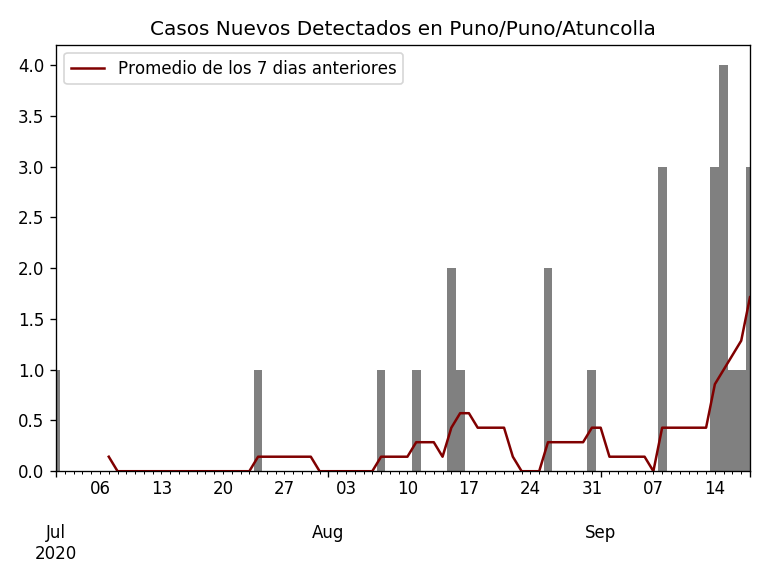 Casos Nuevos Detectados en Puno/Puno/Atuncolla
Promedio de los 7 dias anteriores
4.0
3.5
3.0
2.5
2.0
1.5
1.0
0.5
0.0
06 13 20 27 03 10 17 24 31 07 14
Jul Aug Sep
2020